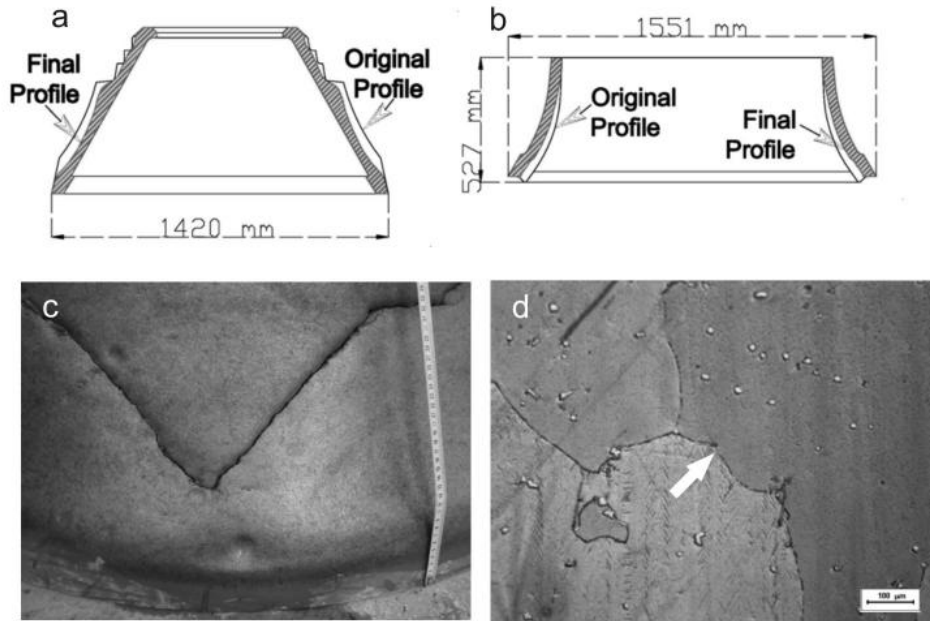 a
Final
Profile
Original
Profile
1420 mm
b
1551 mm
527 mm
Original
Profile
Final
Profile
c
d
100 µm